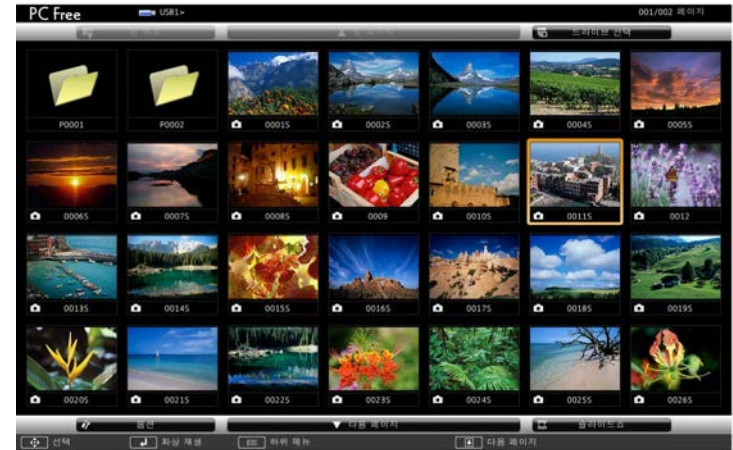 PC Free USB1> 001/002 페이지
드라이브 선택
P0001 P0002 0001S 0002S 0003S 0004S 0005S
0006S 0007S 0008S 0009 0010S 0011S 0012
0013S 0014S 0015S 0016S 0017S 0018S 0019S
0020S 0021S 0022S 0023S 0024S 0025S 0026S
옵션 ▼ 다음 페이지 슬라이드쇼
선택 화상 재생 ESC 하위 메뉴 다음 페이지